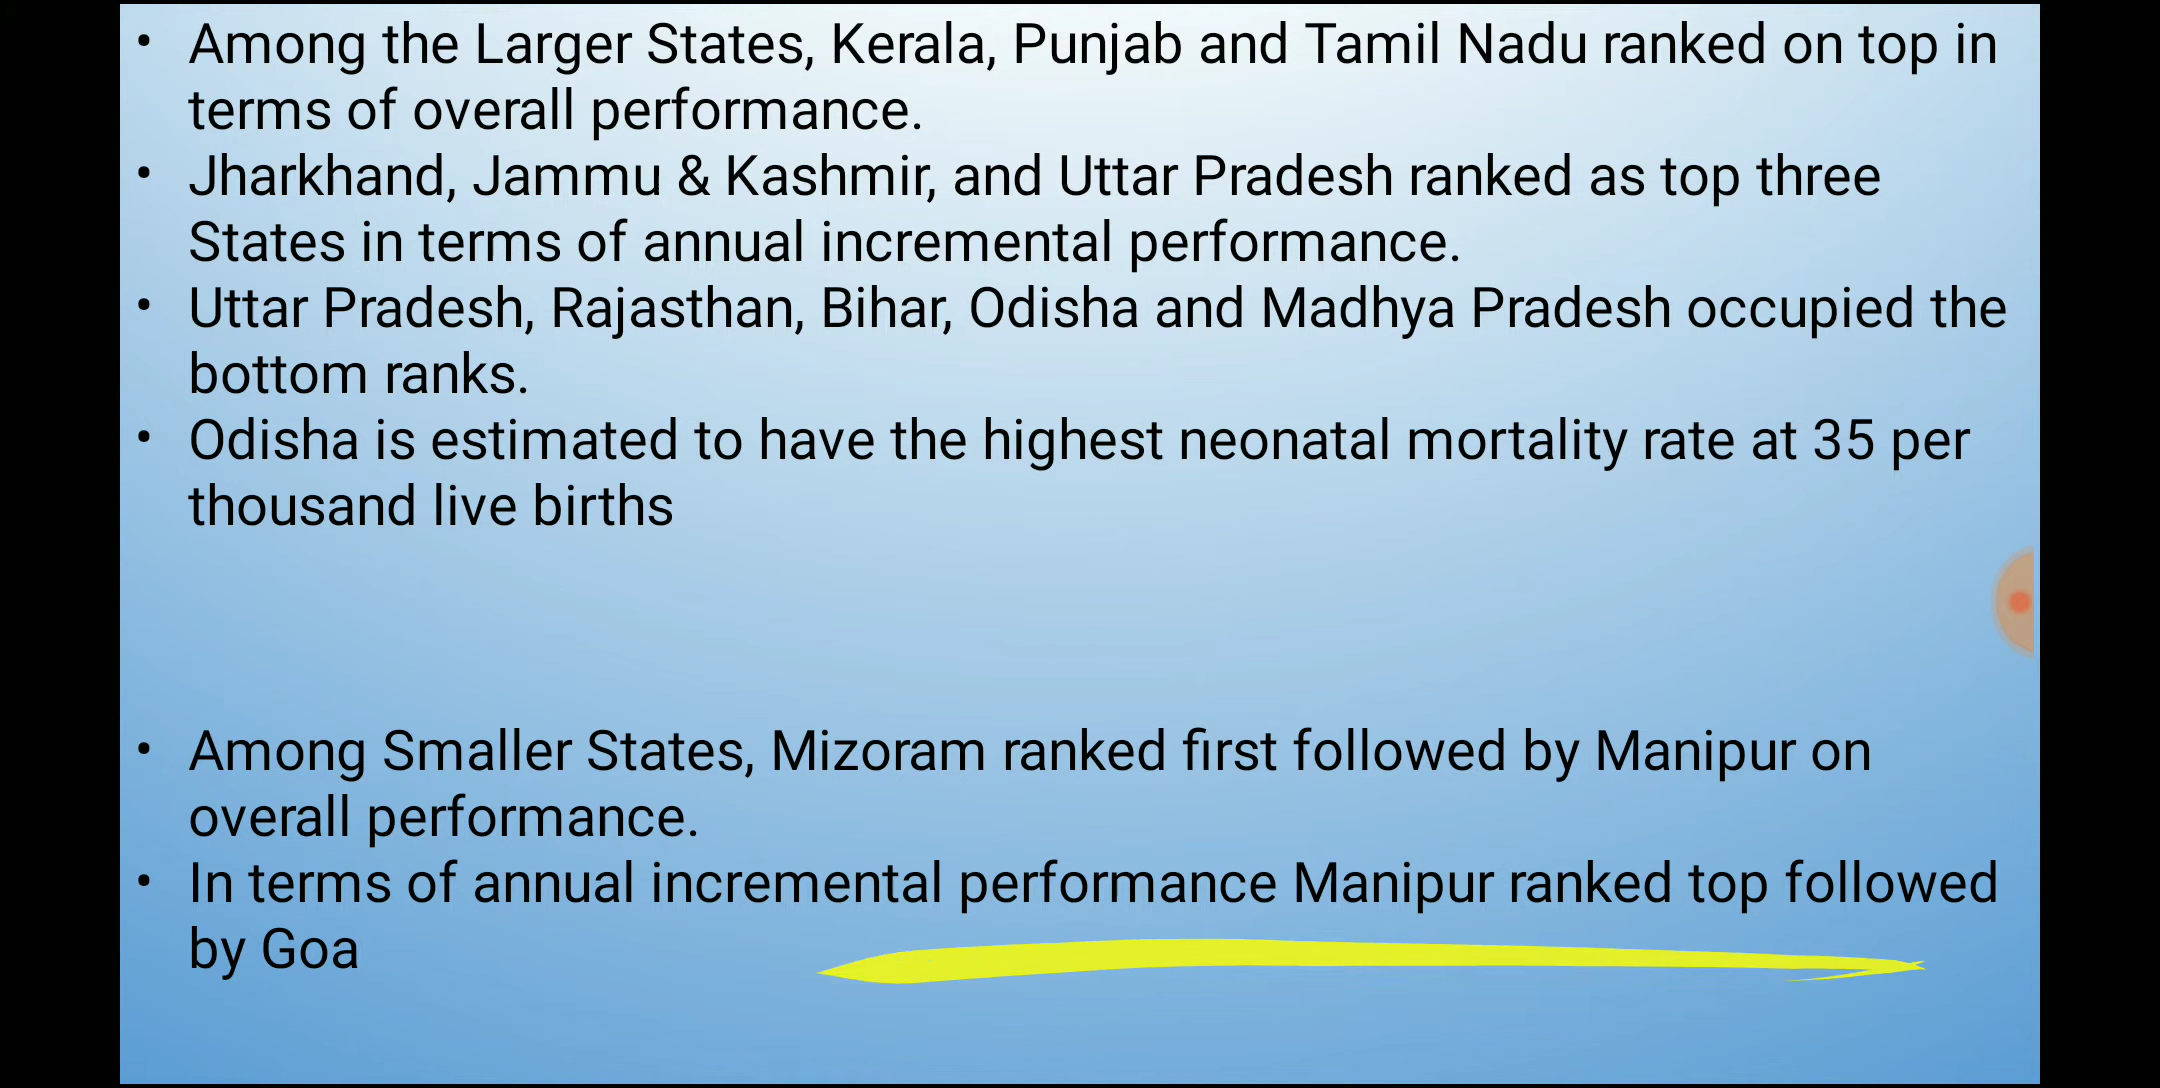 • Among the Larger States, Kerala, Punjab and Tamil Nadu ranked on top in
terms of overall performance.
• Jharkhand, Jammu & Kashmir, and Uttar Pradesh ranked as top three
States in terms of annual incremental performance.
• Uttar Pradesh, Rajasthan, Bihar, Odisha and Madhya Pradesh occupied the
bottom ranks.
• Odisha is estimated to have the highest neonatal mortality rate at 35 per
thousand live births
• Among Smaller States, Mizoram ranked first followed by Manipur on
overall performance.
• In terms of annual incremental performance Manipur ranked top followed
by Goa